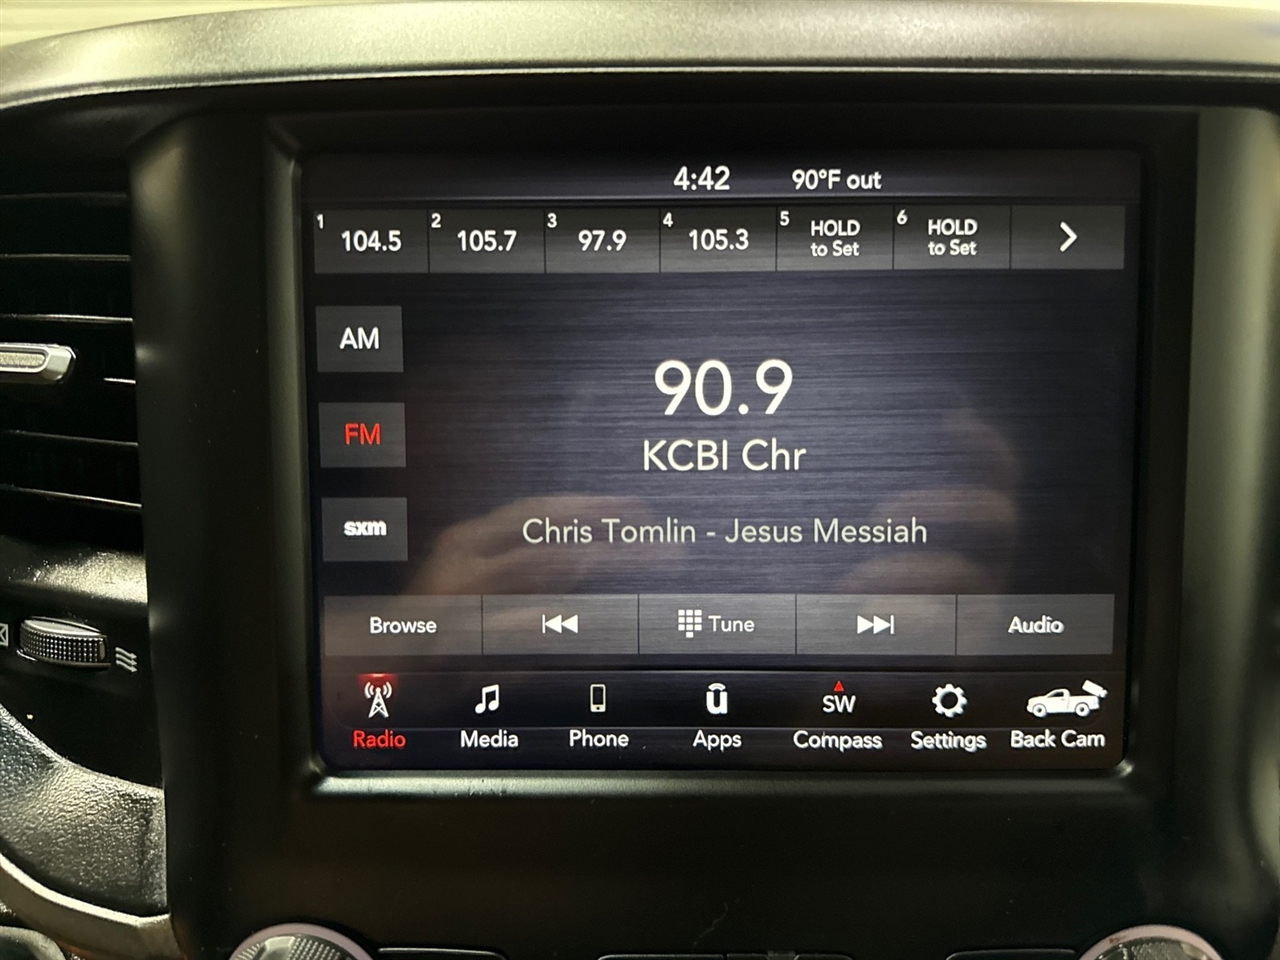 4:42 90°F out
1 104.5 2 105.7 3 97.9 4 105.3 5 HOLD to Set 6 HOLD to Set
AM
90.9
FM
KCBI Chr
sxm
Chris Tomlin - Jesus Messiah
Browse Tune Audio
SW
Radio Media Phone Apps Compass Settings Back Cam